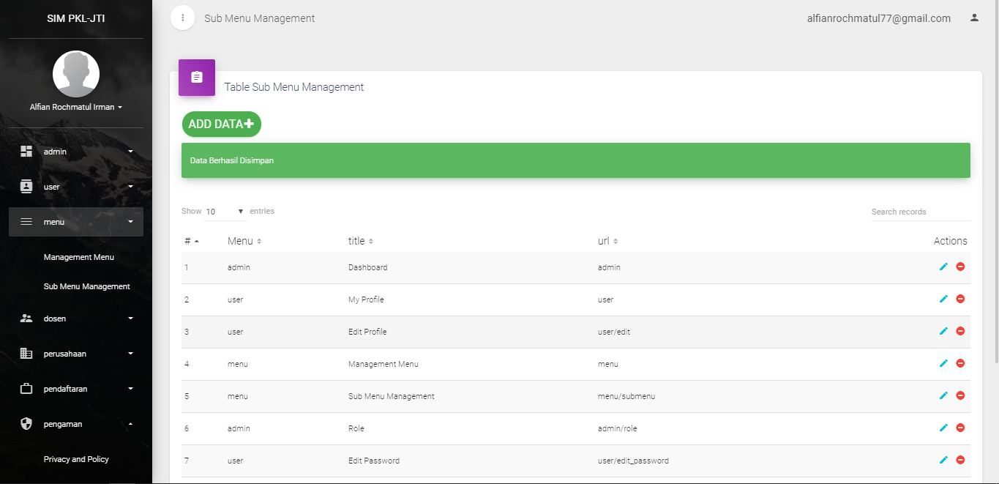 SIM PKL-JTI
Alfian Rochmatul Irman
admin
user
menu
Management Menu
Sub Menu Management
dosen
perusahaan
pendaftaran
pengaman
Privacy and Policy
Sub Menu Management
alfianrochmatul77@gmail.com
Table Sub Menu Management
ADD DATA+
Data Berhasil Disimpan
Show 10 entries
Search records
# Menu title url Actions
1 admin Dashboard admin
2 user My Profile user
3 user Edit Profile user/edit
4 menu Management Menu menu
5 menu Sub Menu Management menu/submenu
6 admin Role admin/role
7 user Edit Password user/edit_password